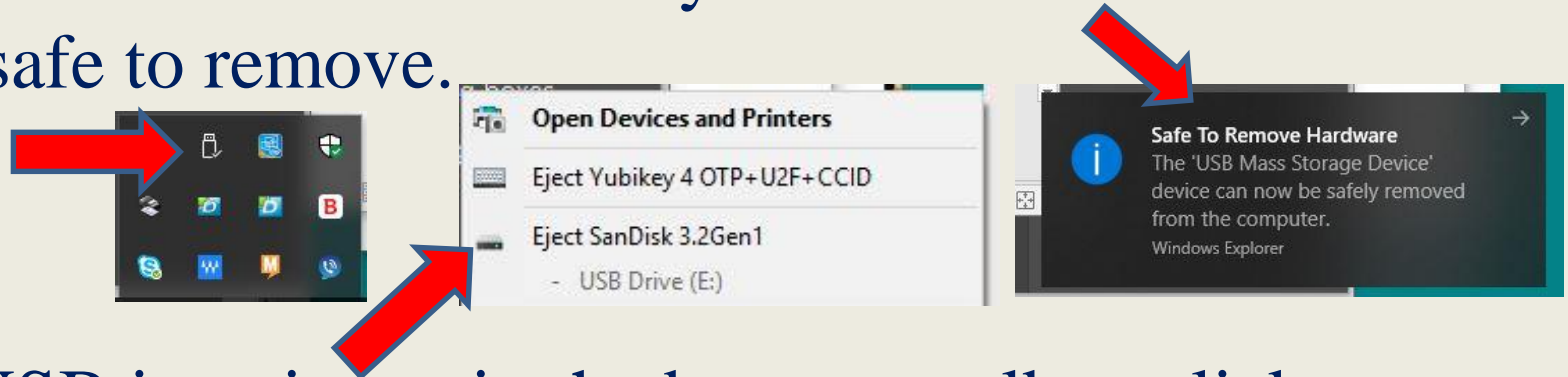 safe to remove.
Open Devices and Printers
Eject Yubikey 4 OTP+U2F+CCID
Eject SanDisk 3.2Gen1
- USB Drive (E:)
Safe To Remove Hardware
The 'USB Mass Storage Device'
device can now be safely removed
from the computer.
Windows Explorer
B